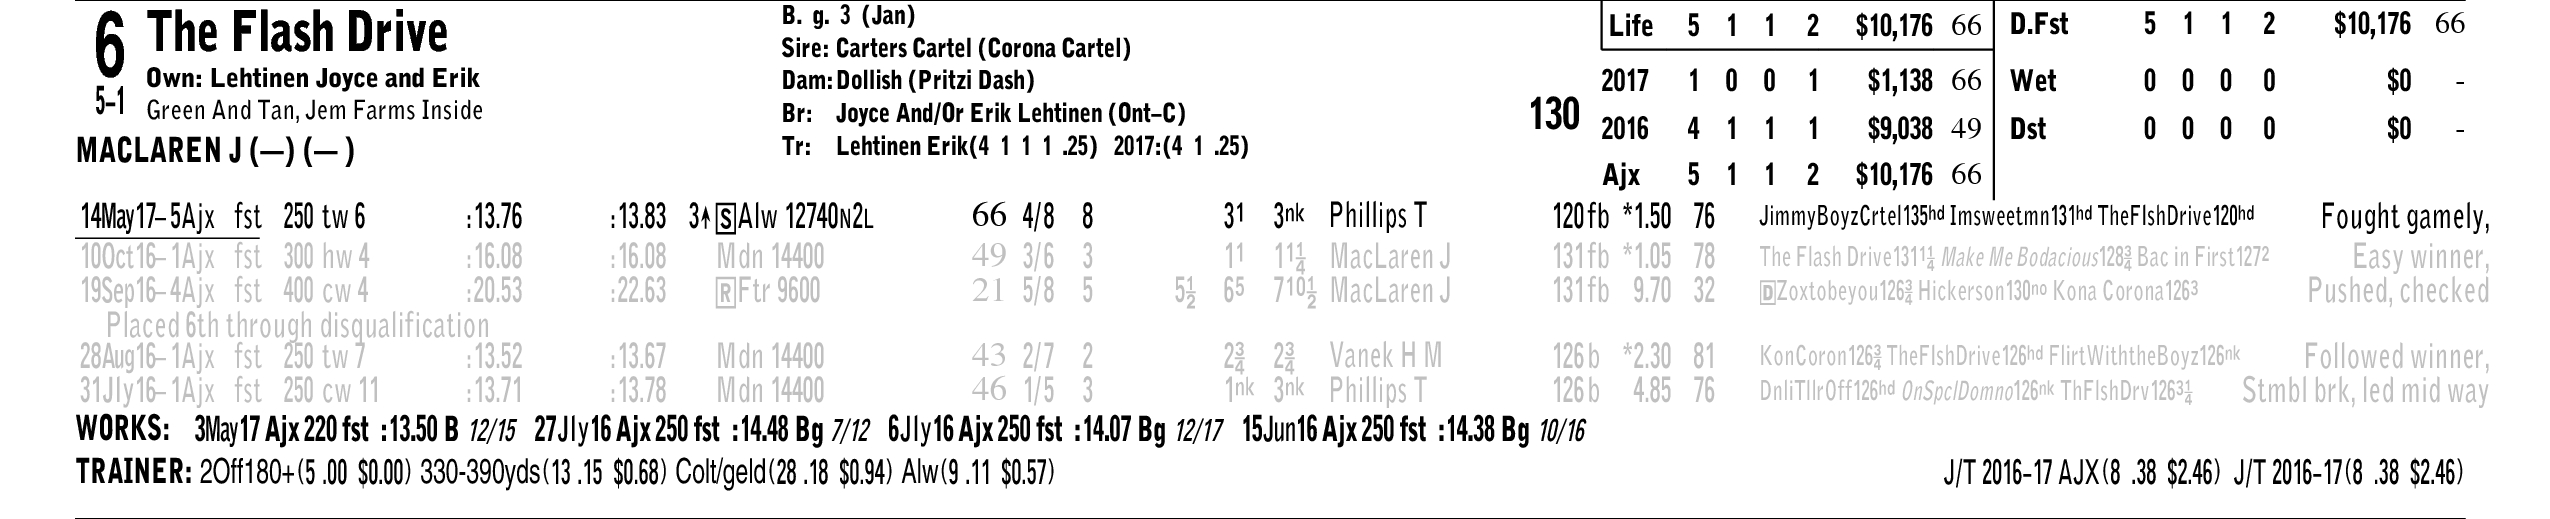 6 The Flash Drive
Own: Lehtinen Joyce and Erik
5–1 Green And Tan, Jem Farms Inside
MACLAREN J (—) (— )
B. g. 3 (Jan)
Sire: Carters Cartel (Corona Cartel)
Dam: Dollish (Pritzi Dash)
Br: Joyce And/Or Erik Lehtinen (Ont–C)
Tr: Lehtinen Erik(4 1 1 1 .25) 2017:(4 1 .25)
130
Life 5 1 1 2 $10,176 66
2017 1 0 0 1 $1,138 66
2016 4 1 1 1 $9,038 49
Ajx 5 1 1 2 $10,176 66
D.Fst 5 1 1 2 $10,176 66
Wet 0 0 0 0 $0 -
Dst 0 0 0 0 $0 -
14May17–5Ajx fst 250 tw 6 :13.76 :13.83 3↑ S Alw 12740N2L 66 4/8 8 3¹ 3ⁿᵏ Phillips T 120fb *1.50 76 JimmyBoyzCrtel135ʰᵈ Imsweetmn131ʰᵈ TheFlshDrive120ʰᵈ Fought gamely,
10Oct16–1Ajx fst 300 hw 4 :16.08 :16.08 Mdn 14400 49 3/6 3 1¹ 1¹¼ MacLaren J 131fb *1.05 78 The Flash Drive131¹¼ Make Me Bodacious128¾ Bac in First127² Easy winner,
19Sep16–4Ajx fst 400 cw 4 :20.53 :22.63 R Ftr 9600 21 5/8 5 5½ 6⁵ 7¹⁰½ MacLaren J 131fb 9.70 32 D Zoxtobeyou126¾ Hickerson130ⁿᵒ Kona Corona126³ Pushed, checked
Placed 6th through disqualification
28Aug16–1Ajx fst 250 tw 7 :13.52 :13.67 Mdn 14400 43 2/7 2 2¾ 2¾ Vanek H M 126b *2.30 81 KonCoron126¾ TheFlshDrive126ʰᵈ FlirtWiththeBoyz126ⁿᵏ Followed winner,
31Jly16–1Ajx fst 250 cw 11 :13.71 :13.78 Mdn 14400 46 1/5 3 1ⁿᵏ 3ⁿᵏ Phillips T 126b 4.85 76 DnliTllrOff126ʰᵈ OnSpclDomno126ⁿᵏ ThFlshDrv126³¼ Stmbl brk, led mid way
WORKS: 3May17 Ajx 220 fst :13.50 B 12/15 27Jly16 Ajx 250 fst :14.48 Bg 7/12 6Jly16 Ajx 250 fst :14.07 Bg 12/17 15Jun16 Ajx 250 fst :14.38 Bg 10/16
TRAINER: 2Off180+(5 .00 $0.00) 330-390yds(13 .15 $0.68) Colt/geld(28 .18 $0.94) Alw(9 .11 $0.57) J/T 2016–17 AJX(8 .38 $2.46) J/T 2016–17(8 .38 $2.46)